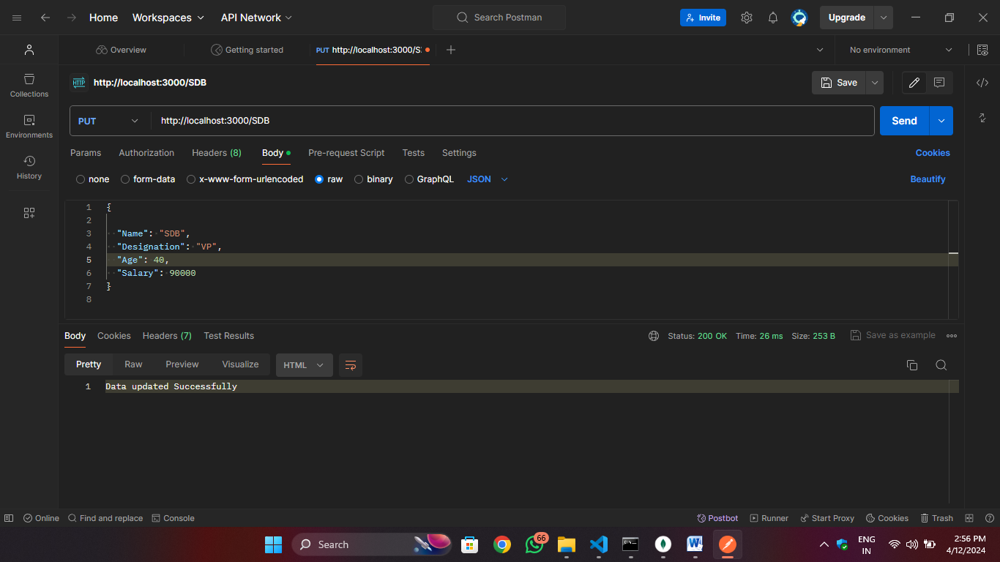 Home Workspaces API Network Search Postman Invite Upgrade
Overview Getting started PUT http://localhost:3000/S No environment
HTTP http://localhost:3000/SDB Save
Collections
Environments
History
PUT http://localhost:3000/SDB Send
Params Authorization Headers (8) Body Pre-request Script Tests Settings Cookies
none form-data x-www-form-urlencoded raw binary GraphQL JSON Beautify
1 {
2
3 "Name": "SDB",
4 "Designation": "VP",
5 "Age": 40,
6 "Salary": 90000
7 }
8
Body Cookies Headers (7) Test Results Status: 200 OK Time: 26 ms Size: 253 B Save as example
Pretty Raw Preview Visualize HTML
1 Data updated Successfully
Online Find and replace Console Postbot Runner Start Proxy Cookies Trash
Search 66 ENG 2:56 PM
IN 4/12/2024